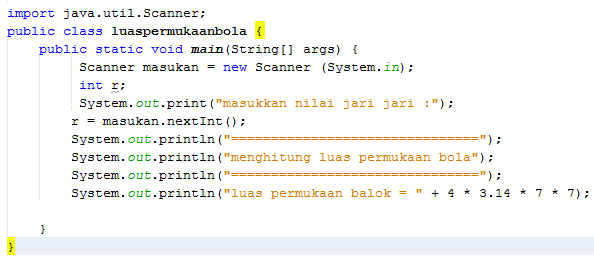 import java.util.Scanner;
public class luaspermukaanbola {
public static void main(String[] args) {
Scanner masukan = new Scanner (System.in);
int r;
System.out.print("masukkan nilai jari jari :");
r = masukan.nextInt();
System.out.println("===============================");
System.out.println("menghitung luas permukaan bola");
System.out.println("===============================");
System.out.println("luas permukaan balok = " + 4 * 3.14 * 7 * 7);
}
}